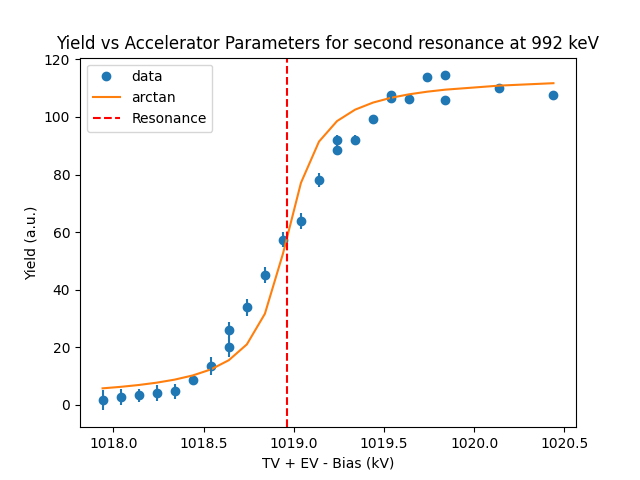 Yield vs Accelerator Parameters for second resonance at 992 keV
120
100
80
60
40
20
0
Yield (a.u.)
data
arctan
Resonance
1018.0 1018.5 1019.0 1019.5 1020.0 1020.5
TV + EV - Bias (kV)